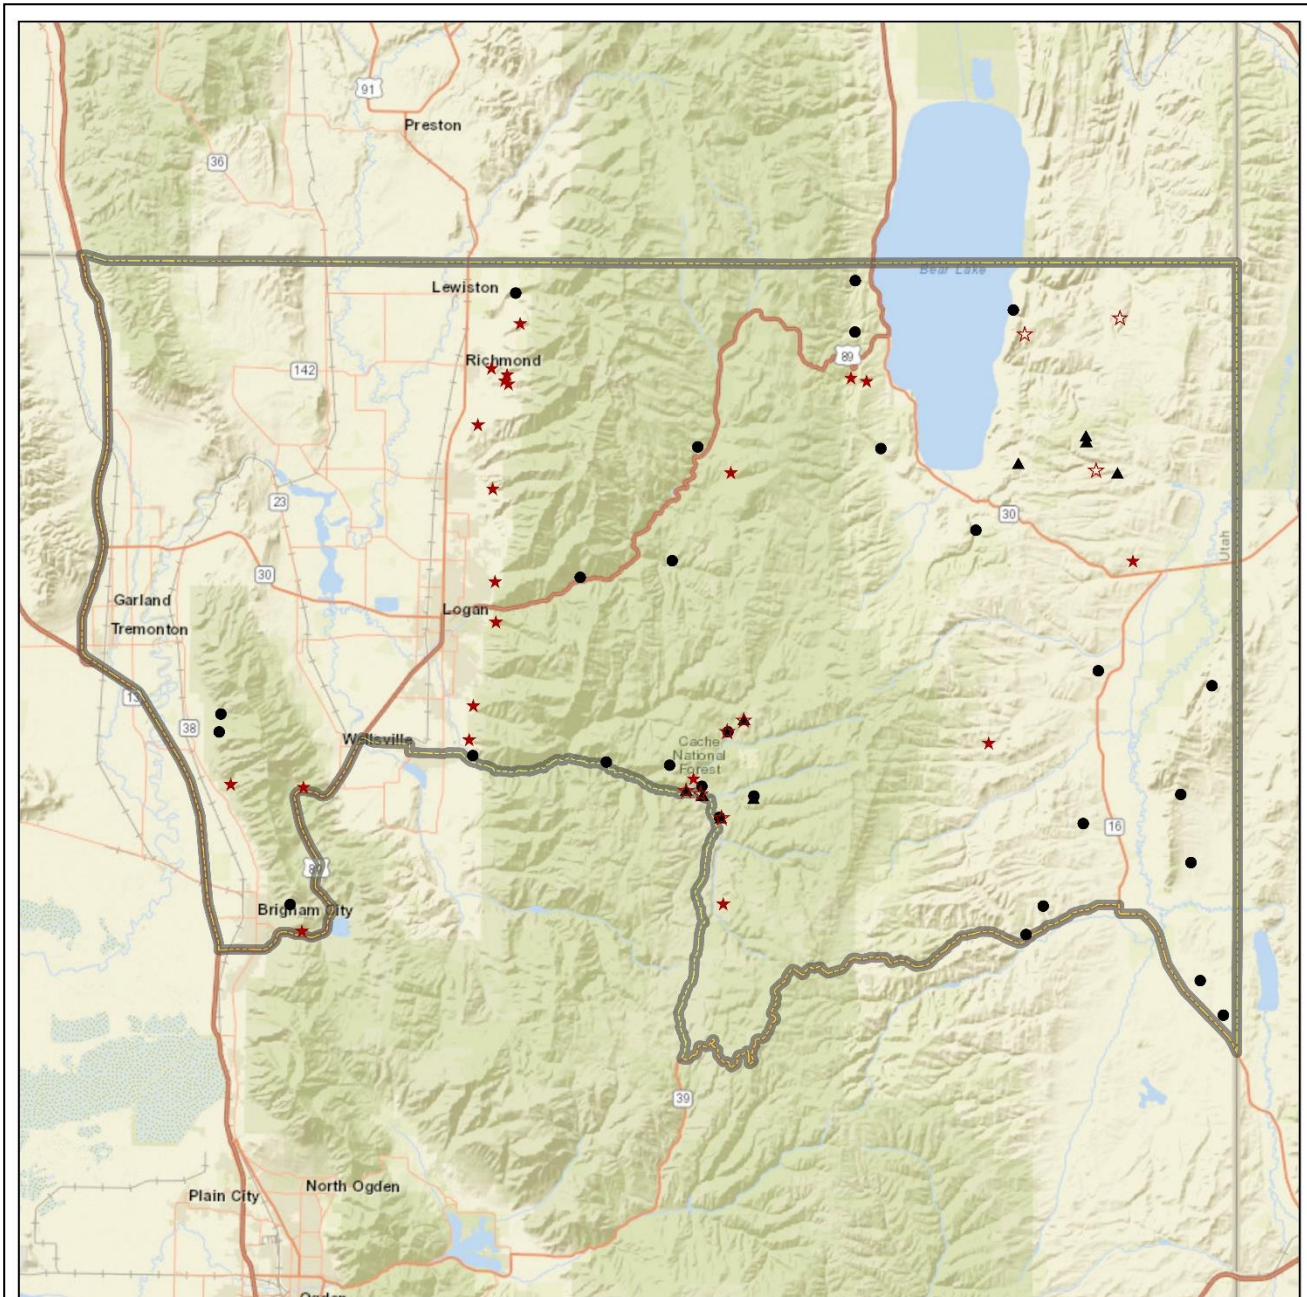 91
Preston
36
Bear Lake
Lewiston
Richmond
89
142
23
30
30
Utah
Garland
Logan
Tremonton
13
38
Wellsville
Cache
National
Forest
16
Brigham City
39
North Ogden
Plain City
Ogden